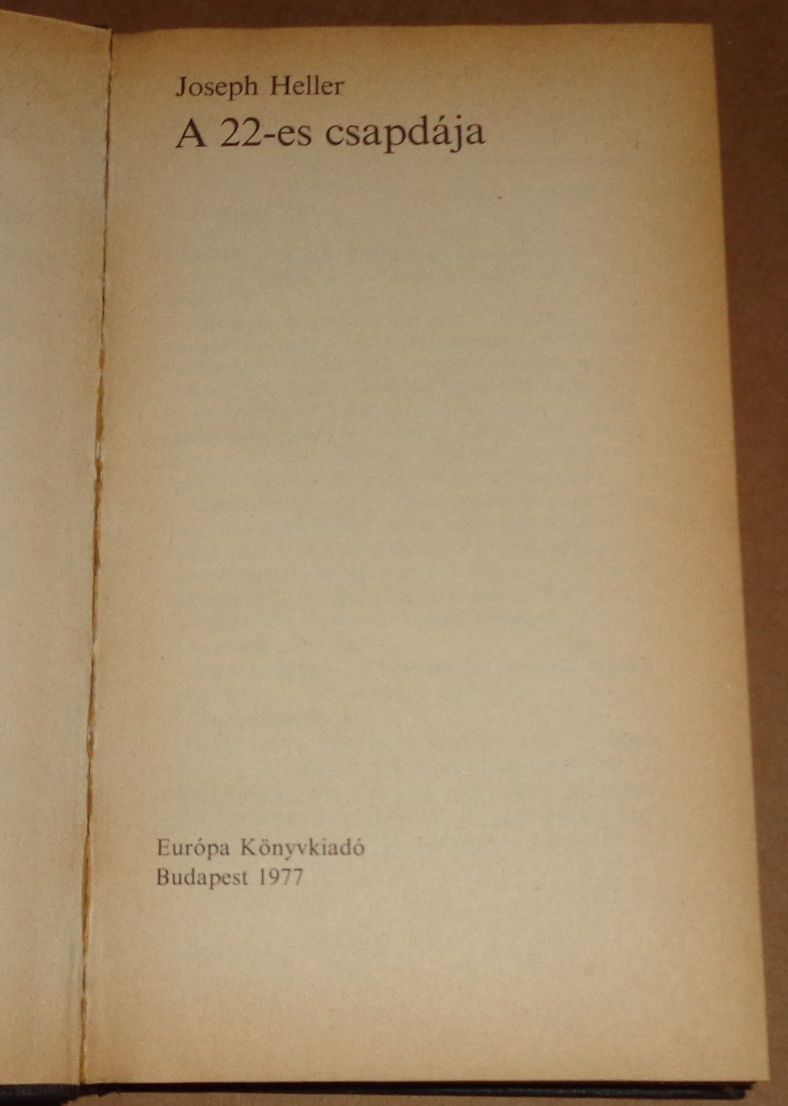 Joseph Heller
A 22-es csapdája
Európa Könyvkiadó
Budapest 1977